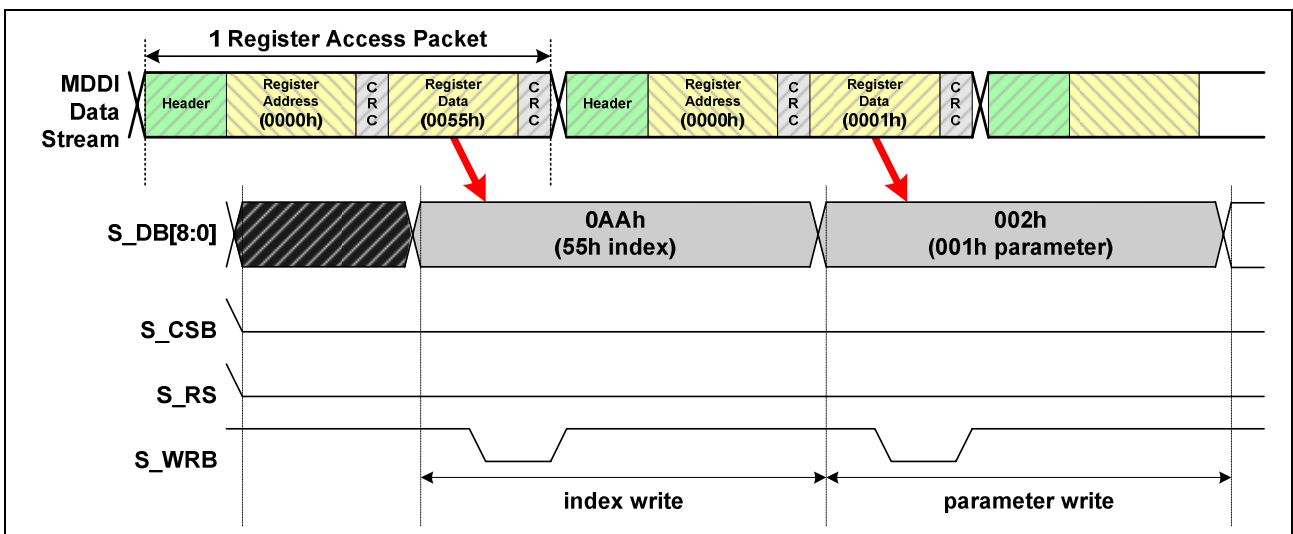 1 Register Access Packet
MDDI
Data
Stream
Header
Register
Address
(0000h)
C
R
C
Register
Data
(0055h)
C
R
C
Header
Register
Address
(0000h)
C
R
C
Register
Data
(0001h)
C
R
C
S_DB[8:0]
0AAh
(55h index)
002h
(001h parameter)
S_CSB
S_RS
S_WRB
index write
parameter write